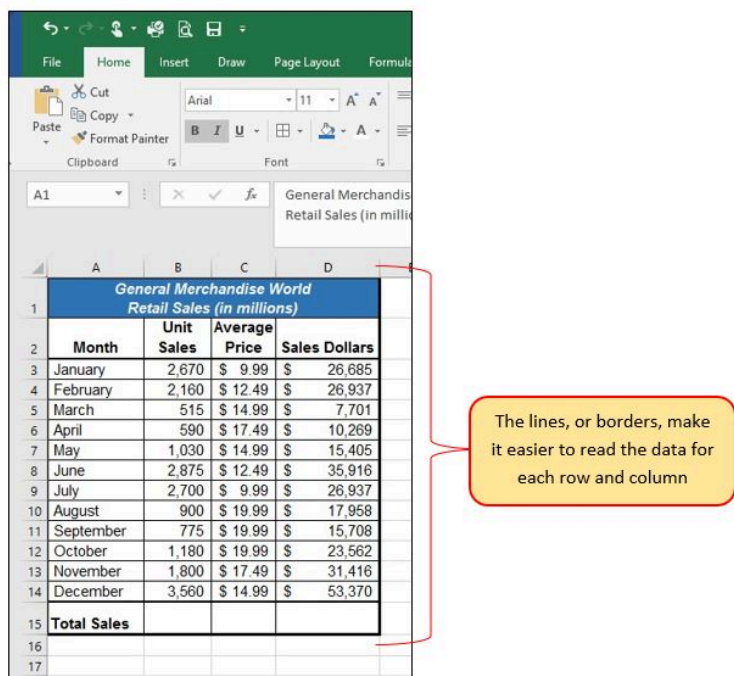 File Home Insert Draw Page Layout Formula
Cut
Copy
Paste
Format Painter
Clipboard
Arial 11 A A
B I U A
Font
A1 fx General Merchandis
Retail Sales (in millio
A B C D
1 General Merchandise World
Retail Sales (in millions)
2 Month Unit Sales Average Price Sales Dollars
3 January 2,670 $ 9.99 $ 26,685
4 February 2,160 $ 12.49 $ 26,937
5 March 515 $ 14.99 $ 7,701
6 April 590 $ 17.49 $ 10,269
7 May 1,030 $ 14.99 $ 15,405
8 June 2,875 $ 12.49 $ 35,916
9 July 2,700 $ 9.99 $ 26,937
10 August 900 $ 19.99 $ 17,958
11 September 775 $ 19.99 $ 15,708
12 October 1,180 $ 19.99 $ 23,562
13 November 1,800 $ 17.49 $ 31,416
14 December 3,560 $ 14.99 $ 53,370
15 Total Sales
16
17
The lines, or borders, make
it easier to read the data for
each row and column